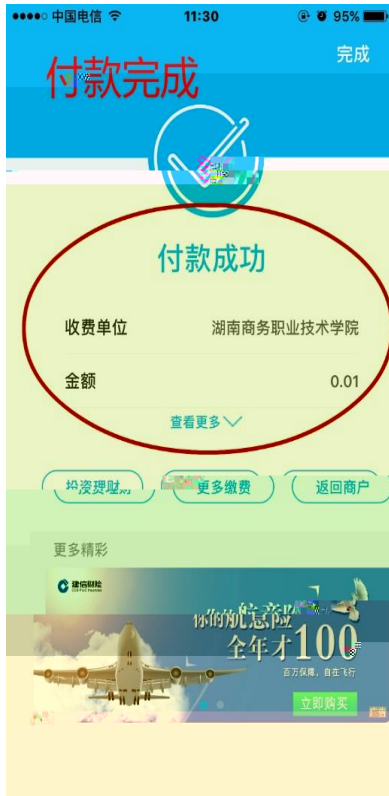 中国电信 11:30 95%
完成
付款完成
付款成功
收费单位 湖南商务职业技术学院
金额 0.01
查看更多
投资理财 更多缴费 返回商户
更多精彩
建信财险
你的航意险
全年才100
百万保障，自在飞行
立即购买